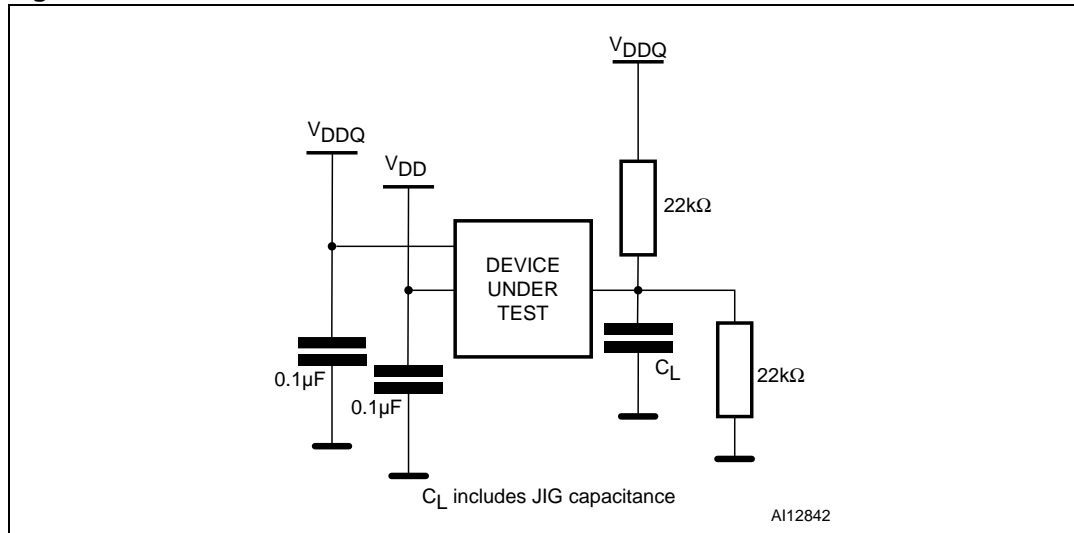 VDDQ
VDDQ
VDD
22kΩ
DEVICE
UNDER
TEST
0.1µF
0.1µF
CL
22kΩ
CL includes JIG capacitance
AI12842